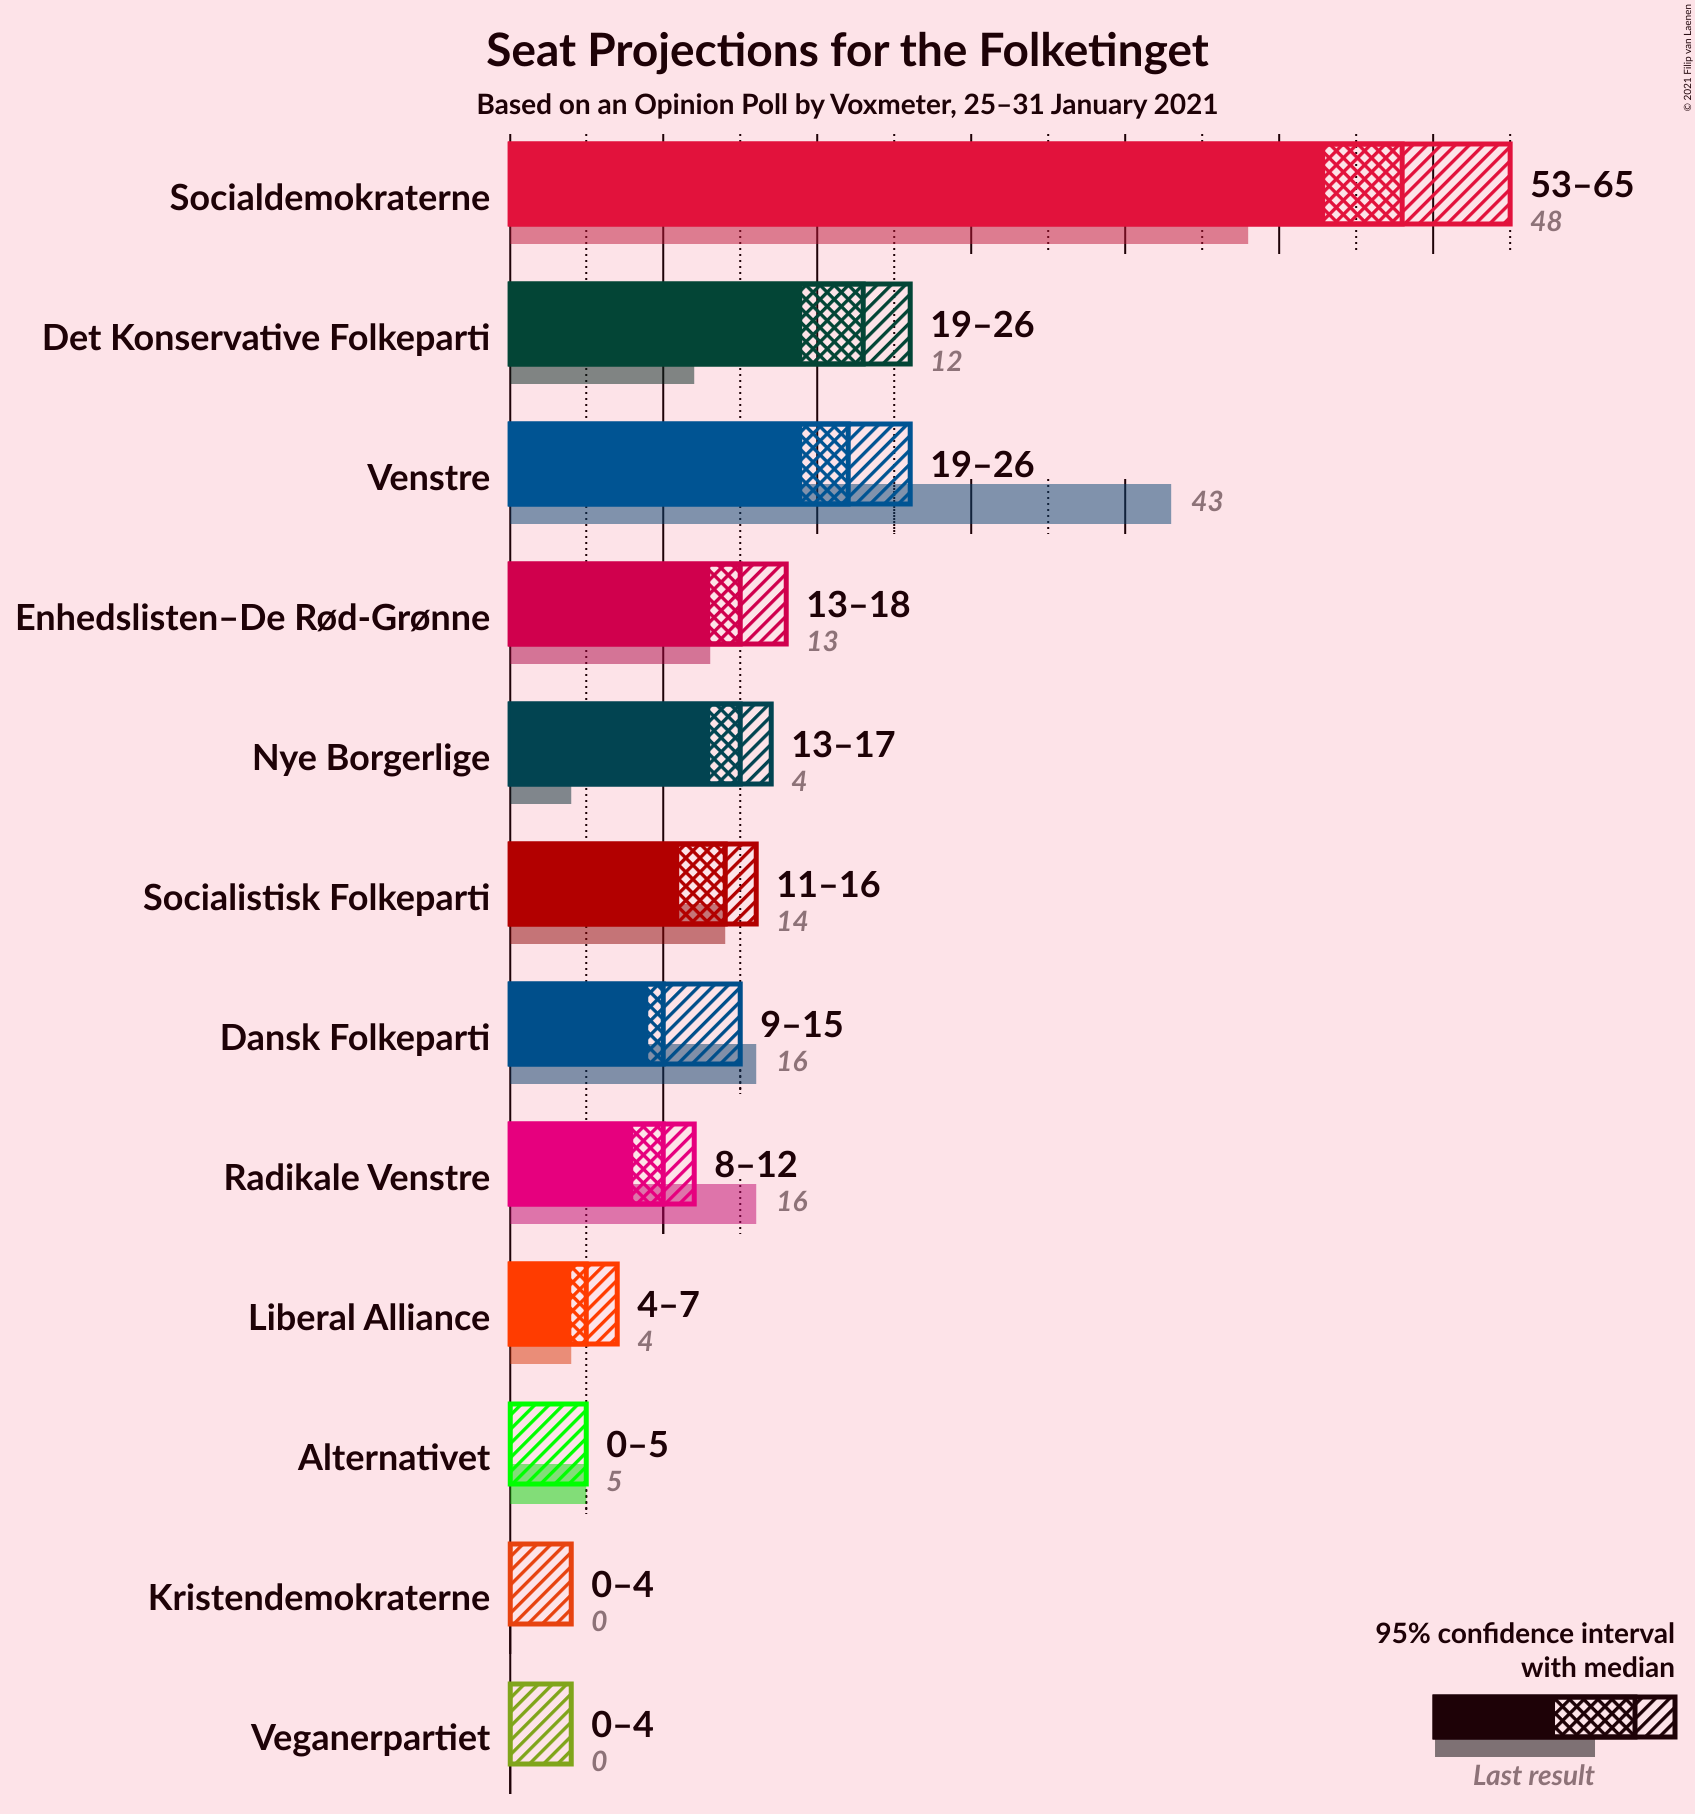 Seat Projections for the Folketinget
Based on an Opinion Poll by Voxmeter, 25–31 January 2021
© 2021 Filip van Laenen
Socialdemokraterne
53–65
48
Det Konservative Folkeparti
19–26
12
Venstre
19–26
43
Enhedslisten–De Rød-Grønne
13–18
13
Nye Borgerlige
13–17
4
Socialistisk Folkeparti
11–16
14
Dansk Folkeparti
9–15
16
Radikale Venstre
8–12
16
Liberal Alliance
4–7
4
Alternativet
0–5
5
Kristendemokraterne
0–4
0
Veganerpartiet
0–4
0
95% confidence interval
with median
Last result